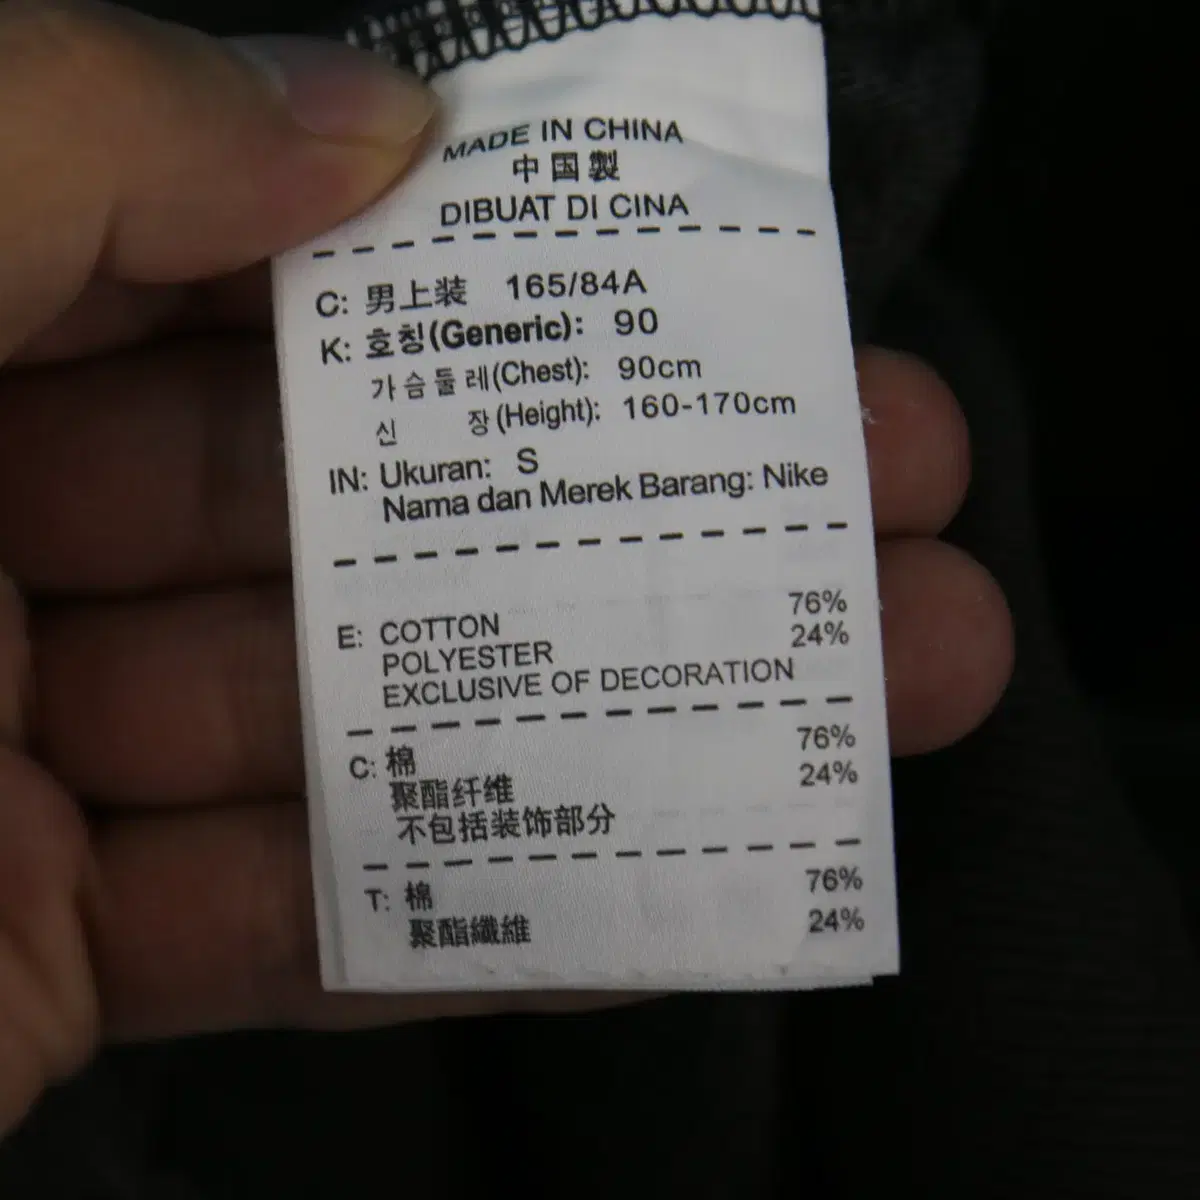 MADE IN CHINA
中国製
DIBUAT DI CINA
C: 男上装 165/84A
K: 호칭(Generic): 90
가슴둘레(Chest): 90cm
신 장(Height): 160-170cm
IN: Ukuran: S
Nama dan Merek Barang: Nike
E: COTTON 76%
POLYESTER 24%
EXCLUSIVE OF DECORATION
C: 棉 76%
聚酯纤维 24%
不包括装饰部分
T: 棉 76%
聚酯纖維 24%